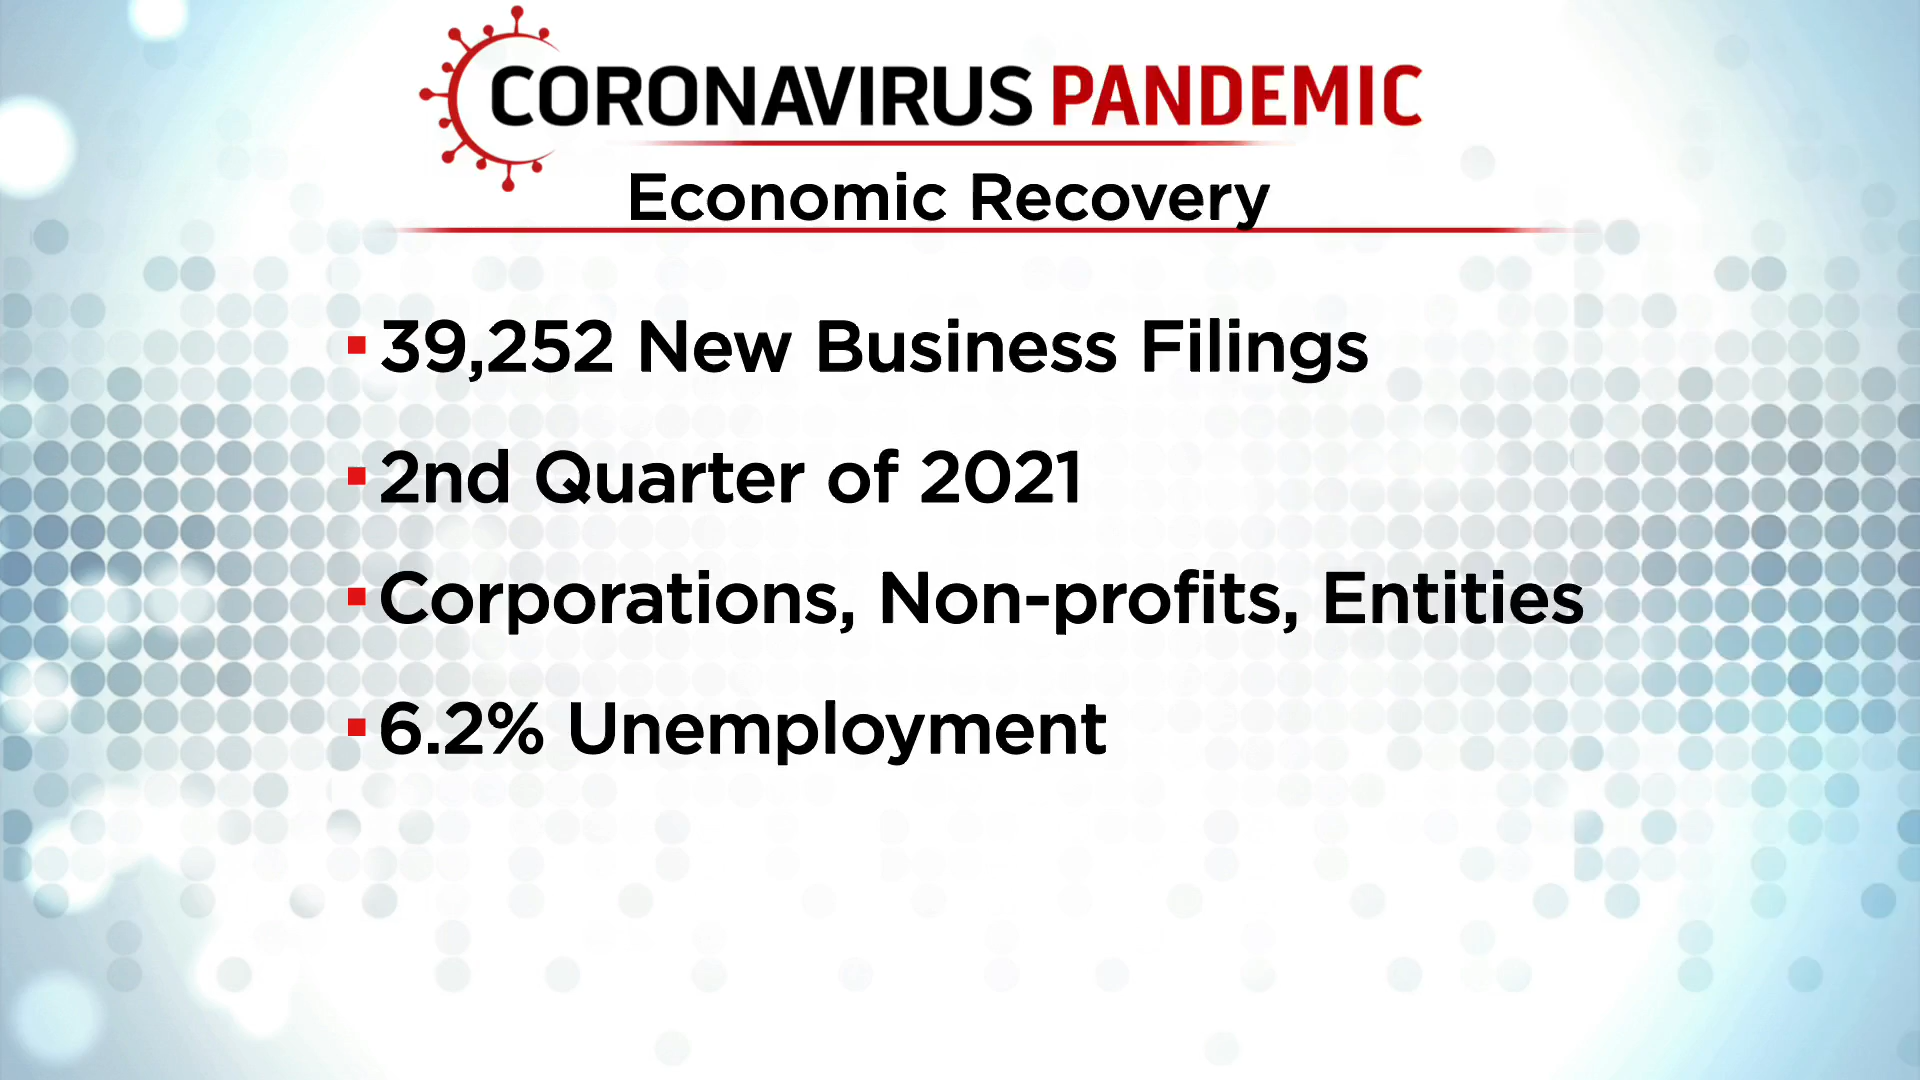 CORONAVIRUS PANDEMIC
Economic Recovery
39,252 New Business Filings
2nd Quarter of 2021
Corporations, Non-profits, Entities
6.2% Unemployment